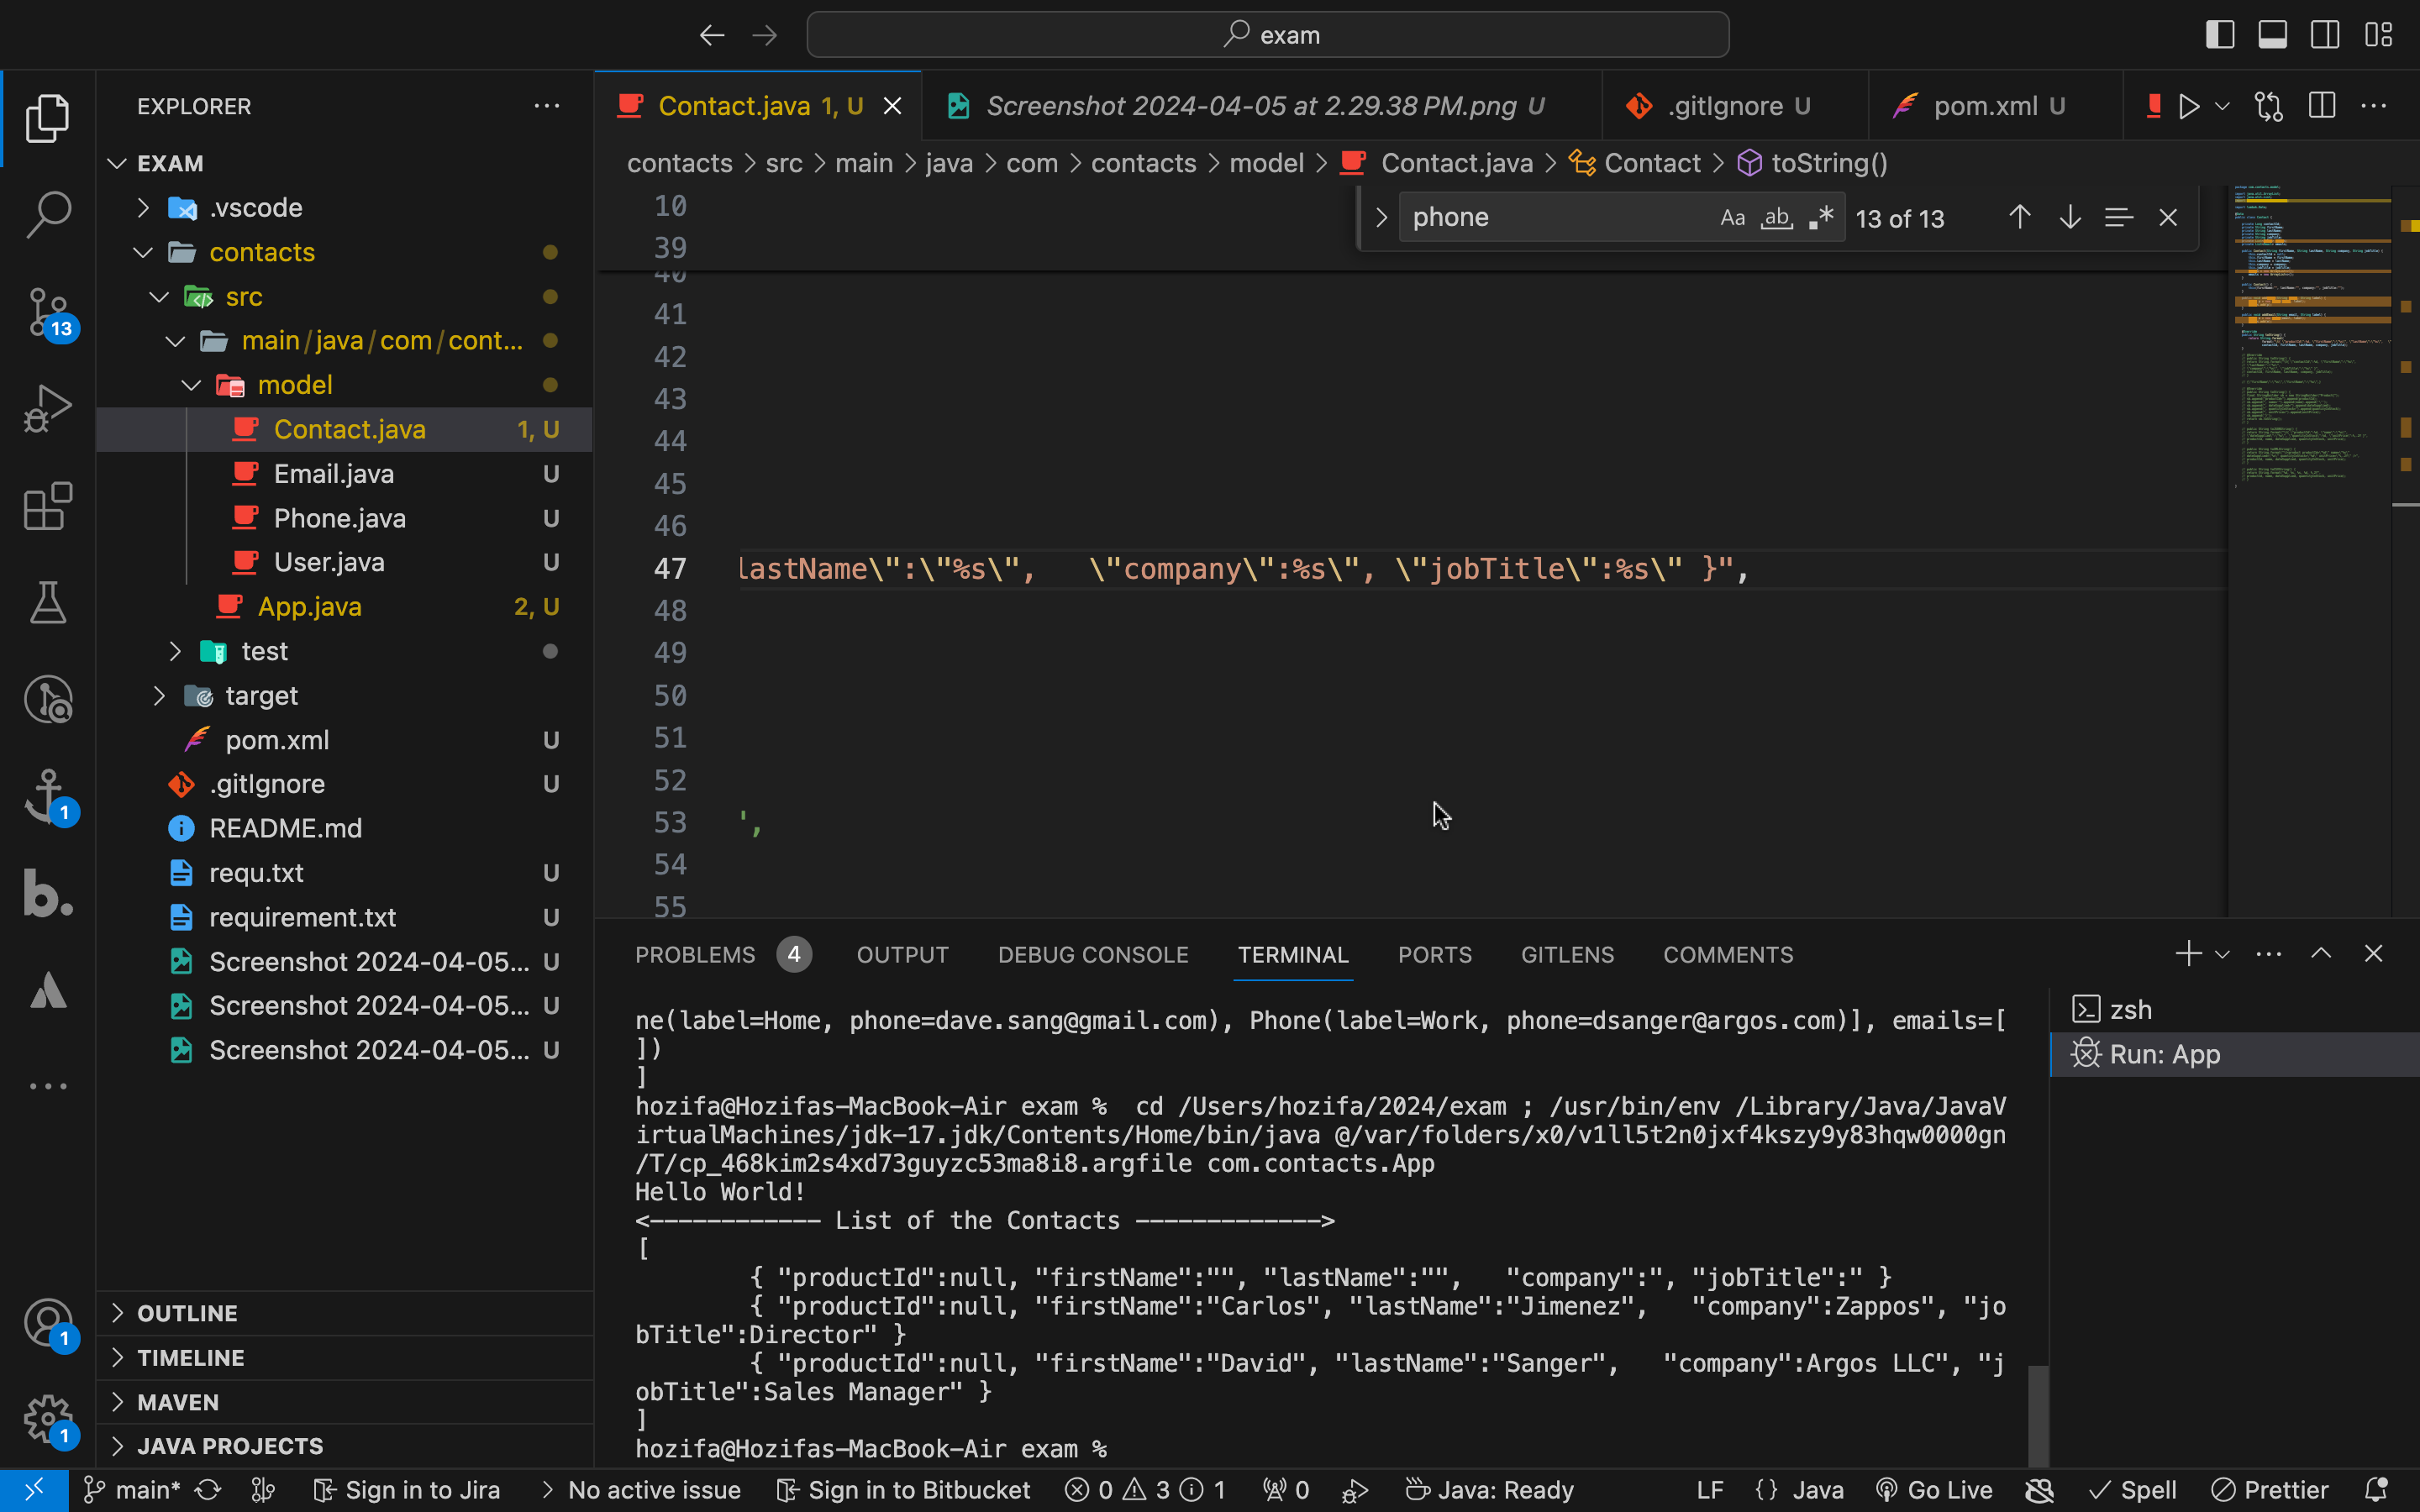 exam
EXPLORER
EXAM
.vscode
contacts
src
main/java/com/cont...
model
Contact.java 1, U
Email.java U
Phone.java U
User.java U
App.java 2, U
test
target
pom.xml U
.gitIgnore U
README.md
requ.txt U
requirement.txt U
Screenshot 2024-04-05... U
Screenshot 2024-04-05... U
Screenshot 2024-04-05... U
OUTLINE
TIMELINE
MAVEN
JAVA PROJECTS
13
1
1
1
Contact.java 1, U
Screenshot 2024-04-05 at 2.29.38 PM.png U
.gitIgnore U
pom.xml U
contacts > src > main > java > com > contacts > model > Contact.java > Contact > toString()
phone Aa ab 13 of 13
10
39
40
41
42
43
44
45
46
47 lastName\":\"%s\",   \"company\":%s\", \"jobTitle\":%s\" }",
48
49
50
51
52
53 ',
54
55
PROBLEMS 4 OUTPUT DEBUG CONSOLE TERMINAL PORTS GITLENS COMMENTS
zsh
Run: App
ne(label=Home, phone=dave.sang@gmail.com), Phone(label=Work, phone=dsanger@argos.com)], emails=[
])
]
hozifa@Hozifas-MacBook-Air exam %  cd /Users/hozifa/2024/exam ; /usr/bin/env /Library/Java/JavaV
irtualMachines/jdk-17.jdk/Contents/Home/bin/java @/var/folders/x0/v1ll5t2n0jxf4kszy9y83hqw0000gn
/T/cp_468kim2s4xd73guyzc53ma8i8.argfile com.contacts.App
Hello World!
<------------ List of the Contacts ------------->
[
{ "productId":null, "firstName":"", "lastName":"",   "company":", "jobTitle":" }
{ "productId":null, "firstName":"Carlos", "lastName":"Jimenez",   "company":Zappos", "jo
bTitle":Director" }
{ "productId":null, "firstName":"David", "lastName":"Sanger",   "company":Argos LLC", "j
obTitle":Sales Manager" }
]
hozifa@Hozifas-MacBook-Air exam %
main* Sign in to Jira > No active issue Sign in to Bitbucket 0 3 1 0 Java: Ready LF {} Java Go Live Spell Prettier